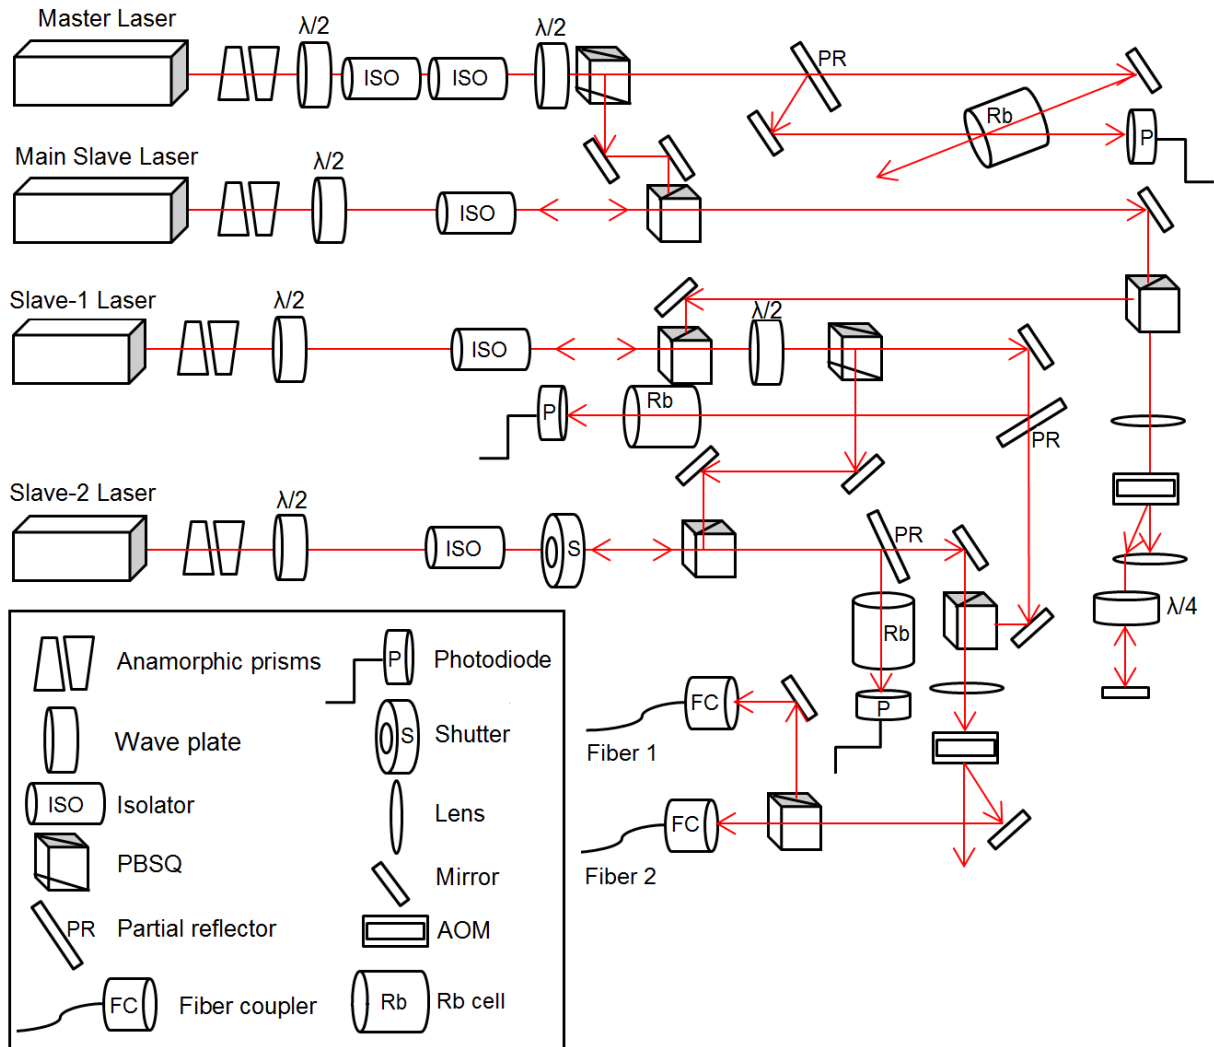 Master Laser
λ/2
λ/2
ISO
ISO
PR
Rb
P
Main Slave Laser
λ/2
ISO
Slave-1 Laser
λ/2
λ/2
ISO
P
Rb
PR
Slave-2 Laser
λ/2
ISO
S
PR
Rb
λ/4
P
FC
Fiber 1
FC
Fiber 2
Anamorphic prisms
P
Photodiode
Wave plate
S
Shutter
ISO
Isolator
Lens
PBSQ
Mirror
PR
Partial reflector
AOM
FC
Fiber coupler
Rb
Rb cell